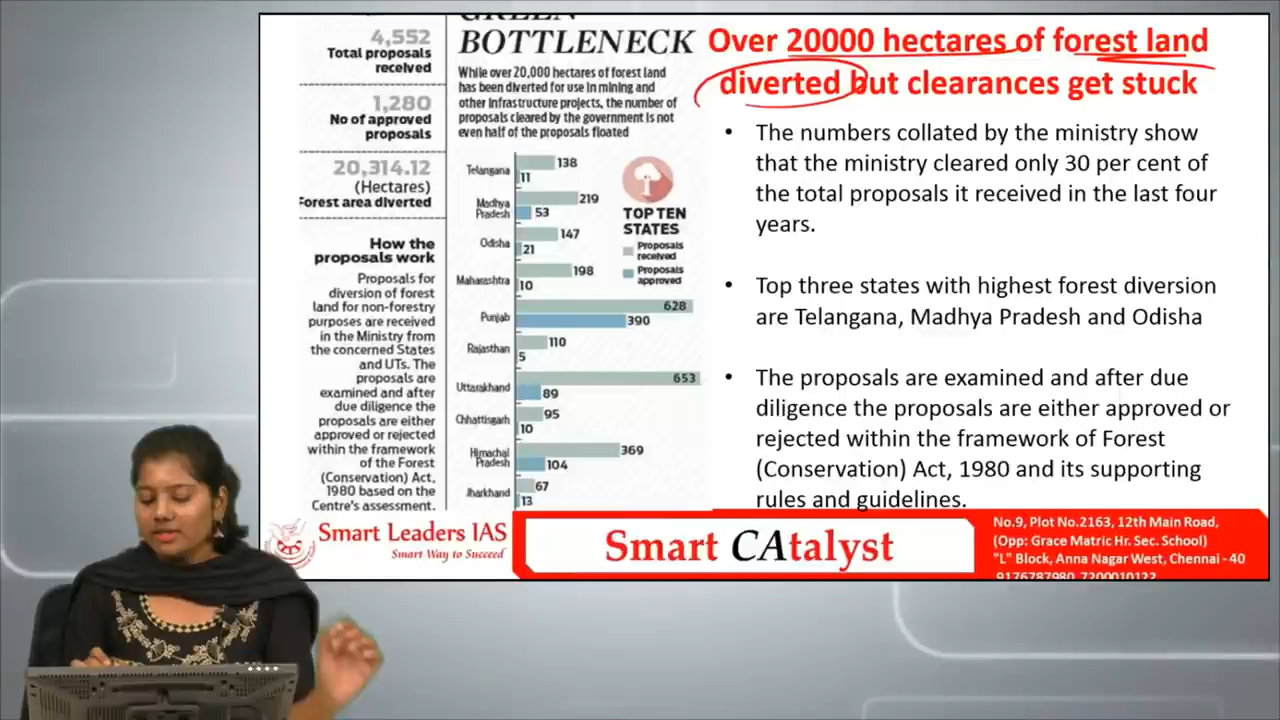 4,552
Total proposals
received
1,280
No of approved
proposals
20,314.12
(Hectares)
Forest area diverted
How the
proposals work
Proposals for
diversion of forest
land for non-forestry
purposes are received
in the Ministry from
the concerned States
and UTs. The
proposals are
examined and after
due diligence the
proposals are either
approved or rejected
within the framework
of the Forest
(Conservation) Act,
1980 based on the
Centre's assessment.
GREEN
BOTTLENECK
While over 20,000 hectares of forest land
has been diverted for use in mining and
other infrastructure projects, the number of
proposals cleared by the government is not
even half of the proposals floated
Telangana 138
11
Madhya
Pradesh 219
53
Odisha 147
21
Maharashtra 198
10
Punjab 628
390
Rajasthan 110
5
Uttarakhand 653
89
Chhattisgarh 95
10
Himachal
Pradesh 369
104
Jharkhand 67
13
TOP TEN
STATES
Proposals
received
Proposals
approved
Over 20000 hectares of forest land
diverted but clearances get stuck
• The numbers collated by the ministry show
that the ministry cleared only 30 per cent of
the total proposals it received in the last four
years.
• Top three states with highest forest diversion
are Telangana, Madhya Pradesh and Odisha
• The proposals are examined and after due
diligence the proposals are either approved or
rejected within the framework of Forest
(Conservation) Act, 1980 and its supporting
rules and guidelines.
Smart Leaders IAS
Smart Way to Succeed
Smart CAtalyst
No.9, Plot No.2163, 12th Main Road,
(Opp: Grace Matric Hr. Sec. School)
"L" Block, Anna Nagar West, Chennai - 40
9176787980, 7200010122